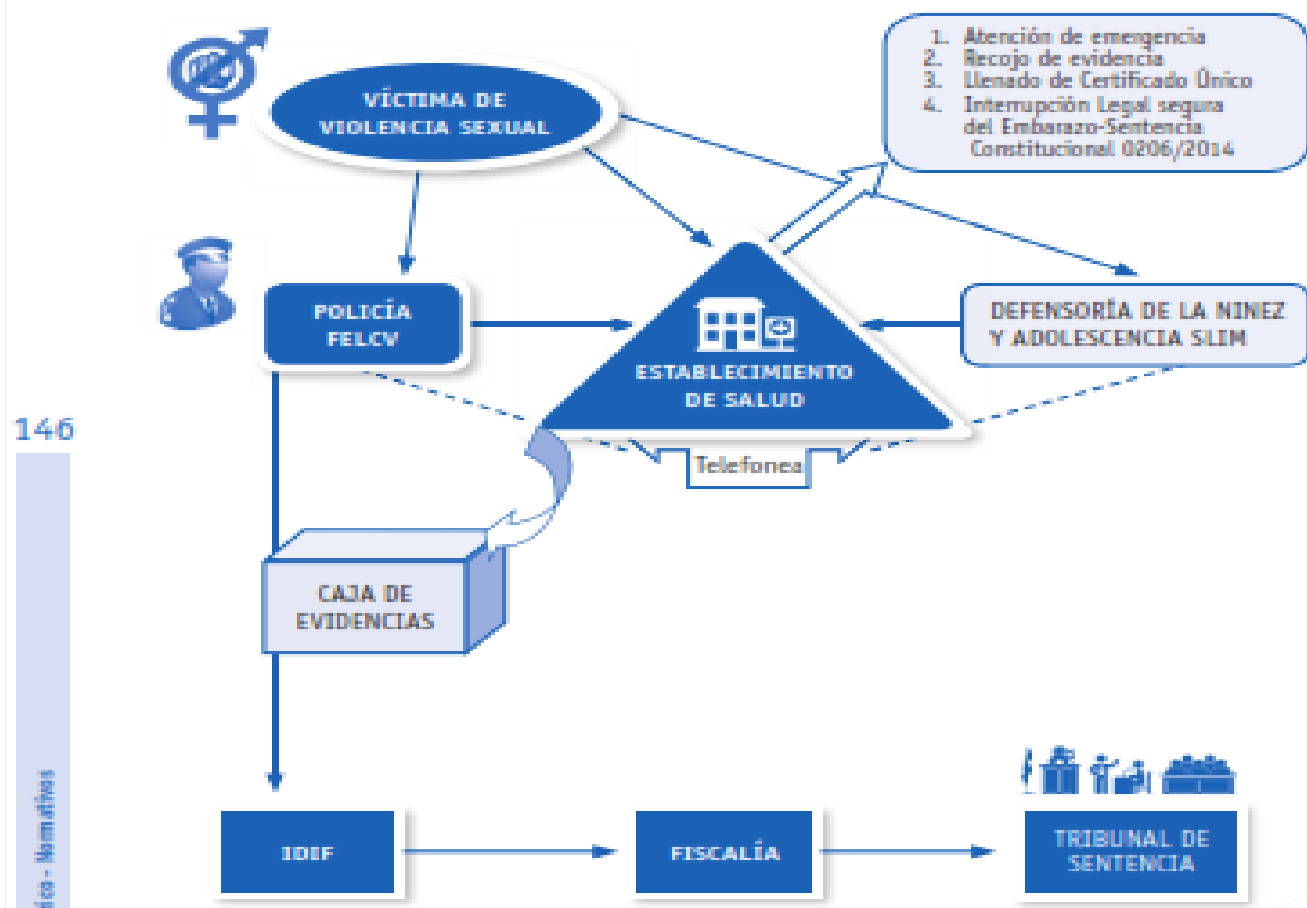 1. Atención de emergencia
2. Recojo de evidencia
3. Llenado de Certificado Único
4. Interrupción Legal segura
del Embarazo-Sentencia
Constitucional 0206/2014
VÍCTIMA DE
VIOLENCIA SEXUAL
POLICÍA
FELCV
ESTABLECIMIENTO
DE SALUD
DEFENSORÍA DE LA NINEZ
Y ADOLESCENCIA SLIM
146
Telefonea
CAJA DE
EVIDENCIAS
IDIF
FISCALÍA
TRIBUNAL DE
SENTENCIA
ico - Normativos